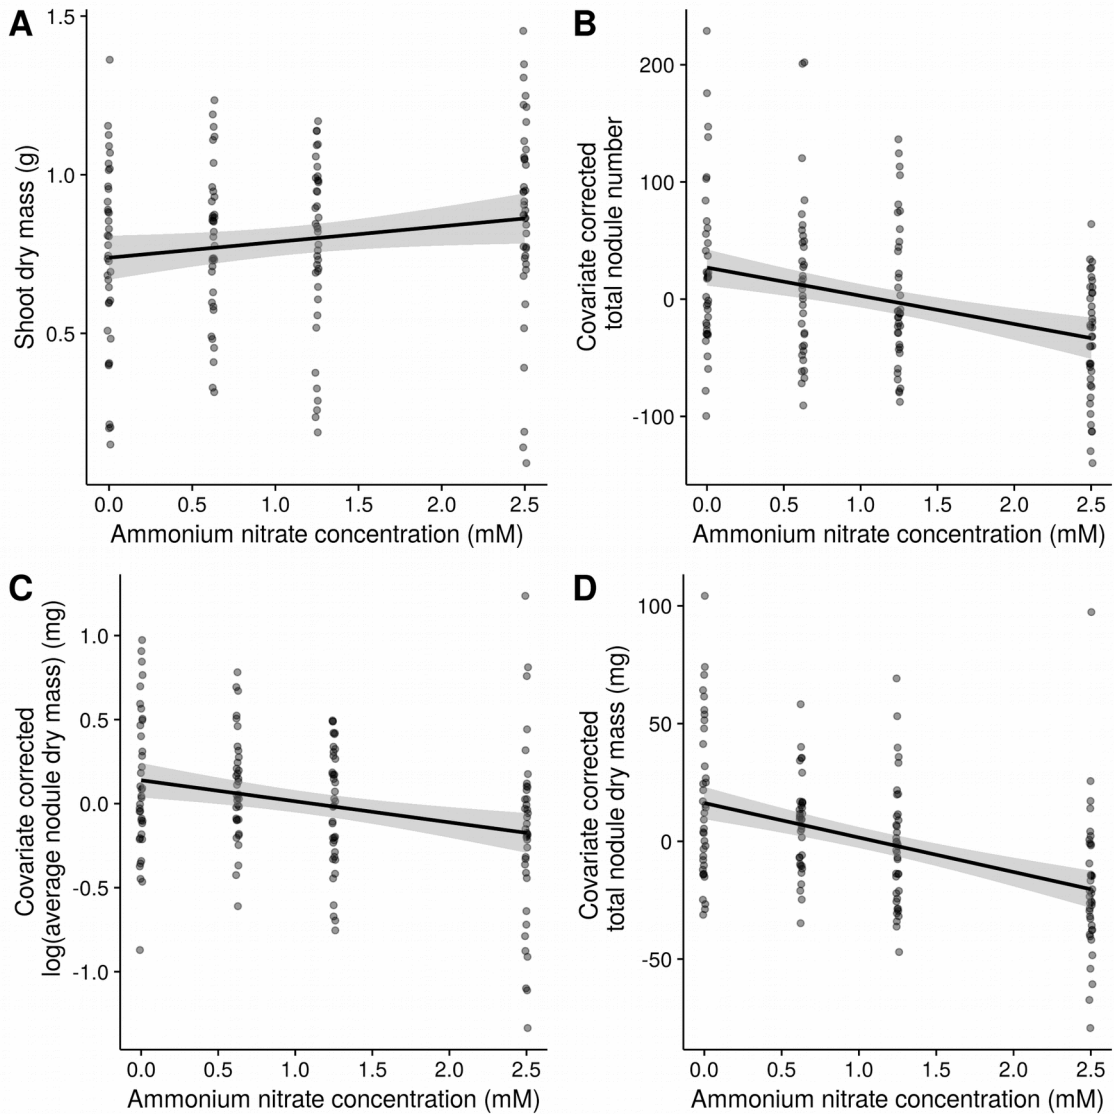 A
Shoot dry mass (g)
1.5
1.0
0.5
0.0 0.5 1.0 1.5 2.0 2.5
Ammonium nitrate concentration (mM)
B
Covariate corrected
total nodule number
200
100
0
-100
0.0 0.5 1.0 1.5 2.0 2.5
Ammonium nitrate concentration (mM)
C
Covariate corrected
log(average nodule dry mass) (mg)
1.0
0.5
0.0
-0.5
-1.0
0.0 0.5 1.0 1.5 2.0 2.5
Ammonium nitrate concentration (mM)
D
Covariate corrected
total nodule dry mass (mg)
100
50
0
-50
0.0 0.5 1.0 1.5 2.0 2.5
Ammonium nitrate concentration (mM)